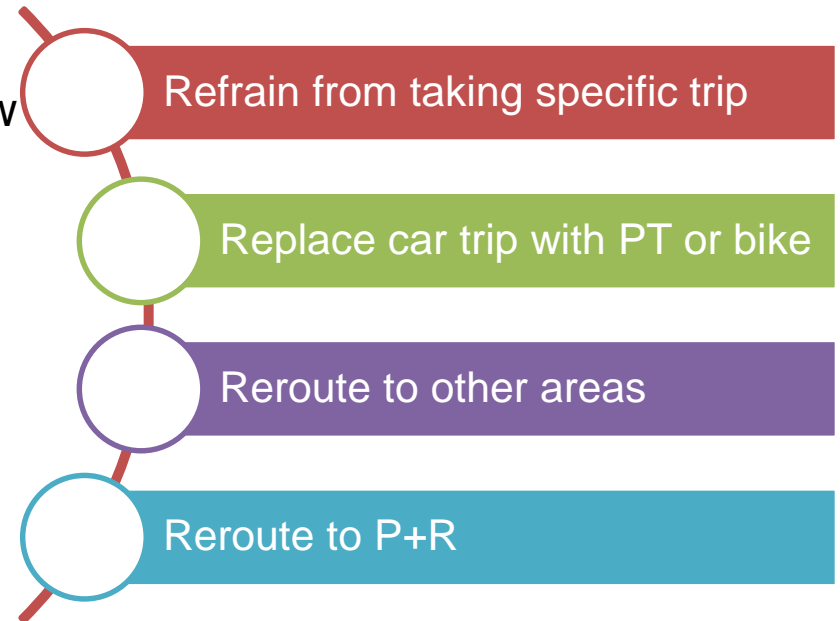 w
Refrain from taking specific trip
Replace car trip with PT or bike
Reroute to other areas
Reroute to P+R